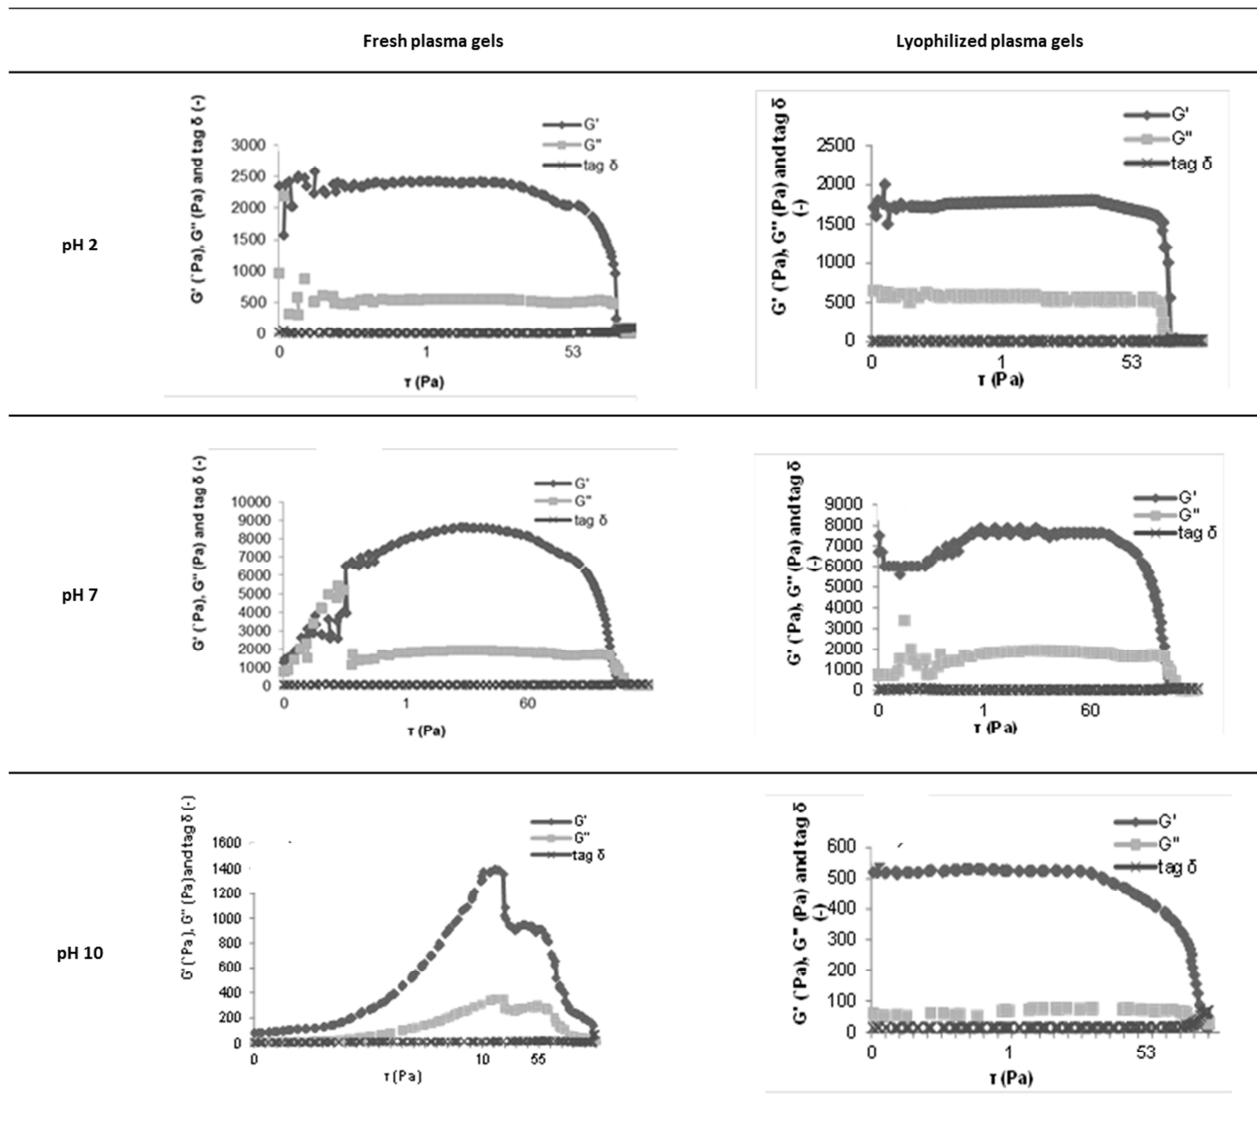 Fresh plasma gels
Lyophilized plasma gels
pH 2
G' (`Pa), G" (Pa) and tag δ (-)
G'
G"
tag δ
3000
2500
2000
1500
1000
500
0
0
1
53
τ (Pa)
G' (`Pa), G" (Pa) and tag δ
(-)
G'
G"
tag δ
2500
2000
1500
1000
500
0
0
1
53
τ (Pa)
pH 7
G' (`Pa), G" (Pa) and tag δ (-)
G'
G"
tag δ
10000
9000
8000
7000
6000
5000
4000
3000
2000
1000
0
0
1
60
τ (Pa)
G' (`Pa), G" (Pa) and tag δ
(-)
G'
G"
tag δ
9000
8000
7000
6000
5000
4000
3000
2000
1000
0
0
1
60
τ (Pa)
pH 10
G' (`Pa), G" (Pa) and tag δ (-)
G'
G"
tag δ
1600
1400
1200
1000
800
600
400
200
0
0
10
55
τ (Pa)
G' (`Pa), G" (Pa) and tag δ
(-)
G'
G"
tag δ
600
500
400
300
200
100
0
0
1
53
τ (Pa)